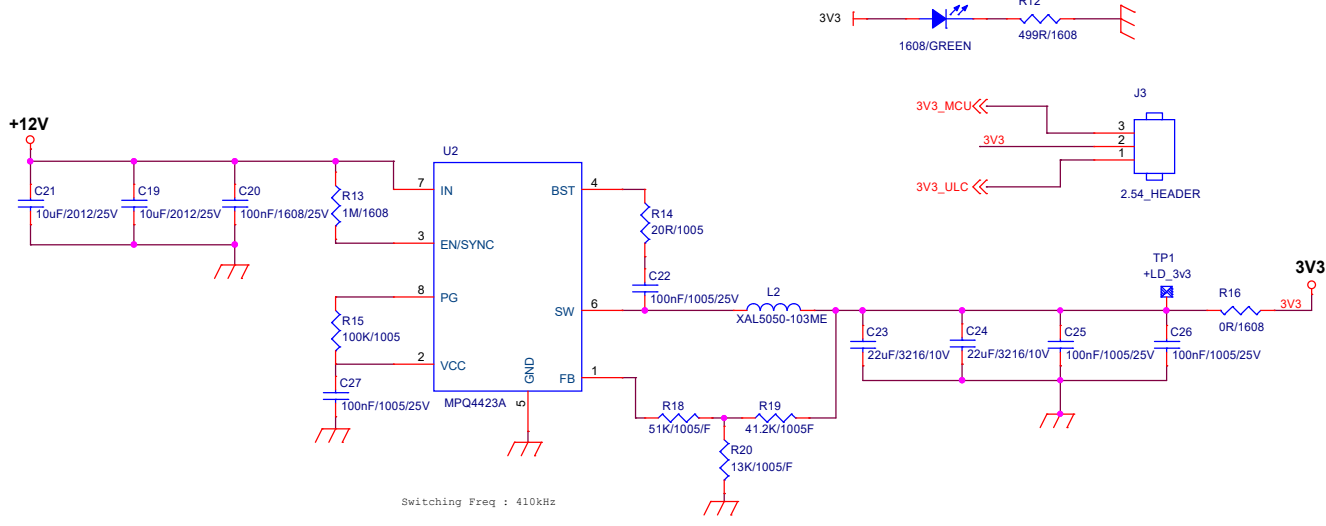 R12
3V3
1608/GREEN
499R/1608
J3
3V3_MCU
3
3V3
2
1
3V3_ULC
2.54_HEADER
+12V
U2
C21
10uF/2012/25V
C19
10uF/2012/25V
C20
100nF/1608/25V
R13
1M/1608
7
IN
BST
4
3
EN/SYNC
R14
20R/1005
C22
100nF/1005/25V
8
PG
SW
6
L2
XAL5050-103ME
R15
100K/1005
2
VCC
GND
FB
1
5
MPQ4423A
C27
100nF/1005/25V
TP1
+LD_3v3
R16
0R/1608
3V3
3V3
C23
22uF/3216/10V
C24
22uF/3216/10V
C25
100nF/1005/25V
C26
100nF/1005/25V
R18
51K/1005/F
R19
41.2K/1005F
R20
13K/1005/F
Switching Freq : 410kHz